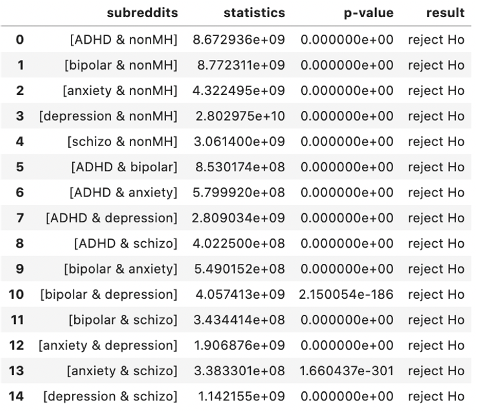 subreddits statistics p-value result
0 [ADHD & nonMH] 8.672936e+09 0.000000e+00 reject Ho
1 [bipolar & nonMH] 8.772311e+09 0.000000e+00 reject Ho
2 [anxiety & nonMH] 4.322495e+09 0.000000e+00 reject Ho
3 [depression & nonMH] 2.802975e+10 0.000000e+00 reject Ho
4 [schizo & nonMH] 3.061400e+09 0.000000e+00 reject Ho
5 [ADHD & bipolar] 8.530174e+08 0.000000e+00 reject Ho
6 [ADHD & anxiety] 5.799920e+08 0.000000e+00 reject Ho
7 [ADHD & depression] 2.809034e+09 0.000000e+00 reject Ho
8 [ADHD & schizo] 4.022500e+08 0.000000e+00 reject Ho
9 [bipolar & anxiety] 5.490152e+08 0.000000e+00 reject Ho
10 [bipolar & depression] 4.057413e+09 2.150054e-186 reject Ho
11 [bipolar & schizo] 3.434414e+08 0.000000e+00 reject Ho
12 [anxiety & depression] 1.906876e+09 0.000000e+00 reject Ho
13 [anxiety & schizo] 3.383301e+08 1.660437e-301 reject Ho
14 [depression & schizo] 1.142155e+09 0.000000e+00 reject Ho